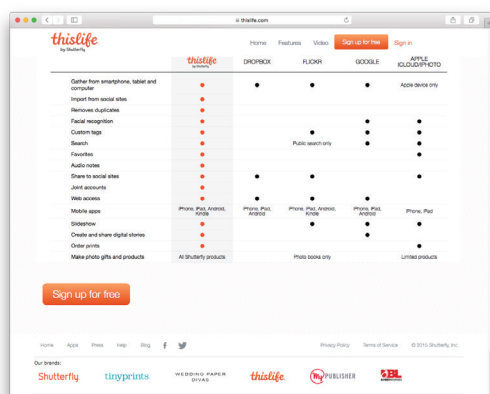 thislife.com
thislife
by Shutterfly
Home Features Video Sign up for free Sign in
thislife
by Shutterfly
DROPBOX FLICKR GOOGLE APPLE
ICLOUD/IPHOTO
Gather from smartphone, tablet and
computer
Apple device only
Import from social sites
Removes duplicates
Facial recognition
Custom tags
Search Public search only
Favorites
Audio notes
Share to social sites
Joint accounts
Web access
Mobile apps iPhone, iPad, Android,
Kindle iPhone, iPad,
Android iPhone, iPad, Android,
Kindle iPhone, iPad,
Android iPhone, iPad
Slideshow
Create and share digital stories
Order prints
Make photo gifts and products All Shutterfly products Photo books only Limited products
Sign up for free
Home Apps Press Help Blog Privacy Policy Terms of Service © 2015 Shutterfly, Inc
Our brands:
Shutterfly tinyprints WEDDING PAPER
DIVAS thislife. My PUBLISHER BL